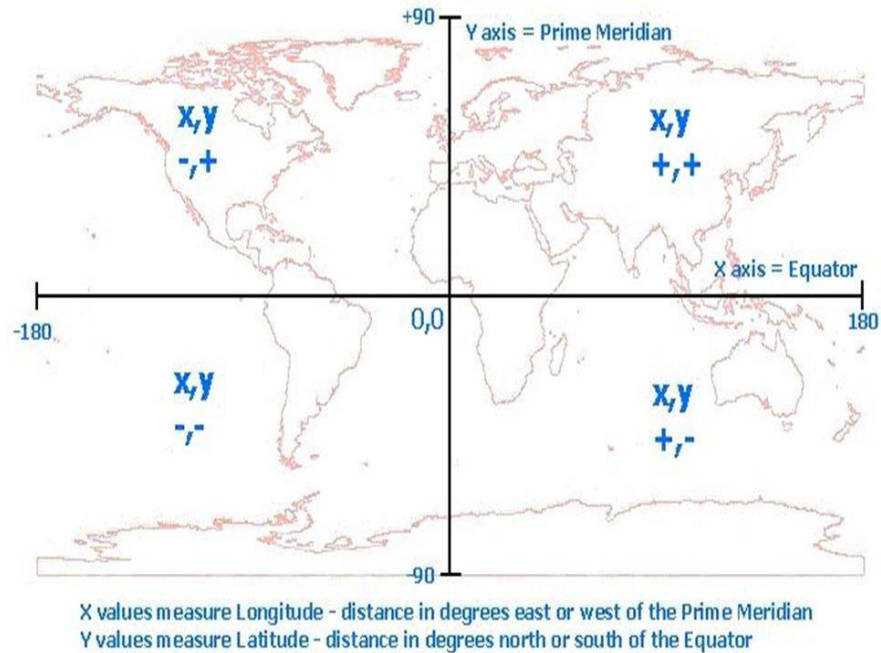 +90
Y axis = Prime Meridian
x,y
-,+
x,y
+,+
X axis = Equator
-180
0,0
180
x,y
-,-
x,y
+,-
-90
X values measure Longitude - distance in degrees east or west of the Prime Meridian
Y values measure Latitude - distance in degrees north or south of the Equator